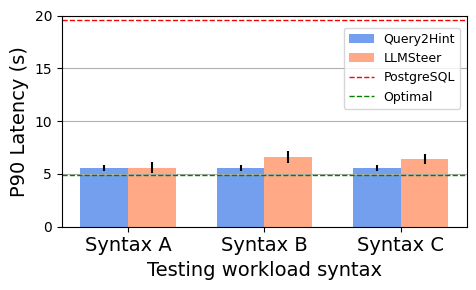 20
15
10
5
0
P90 Latency (s)
Query2Hint
LLMSteer
PostgreSQL
Optimal
Syntax A
Syntax B
Syntax C
Testing workload syntax